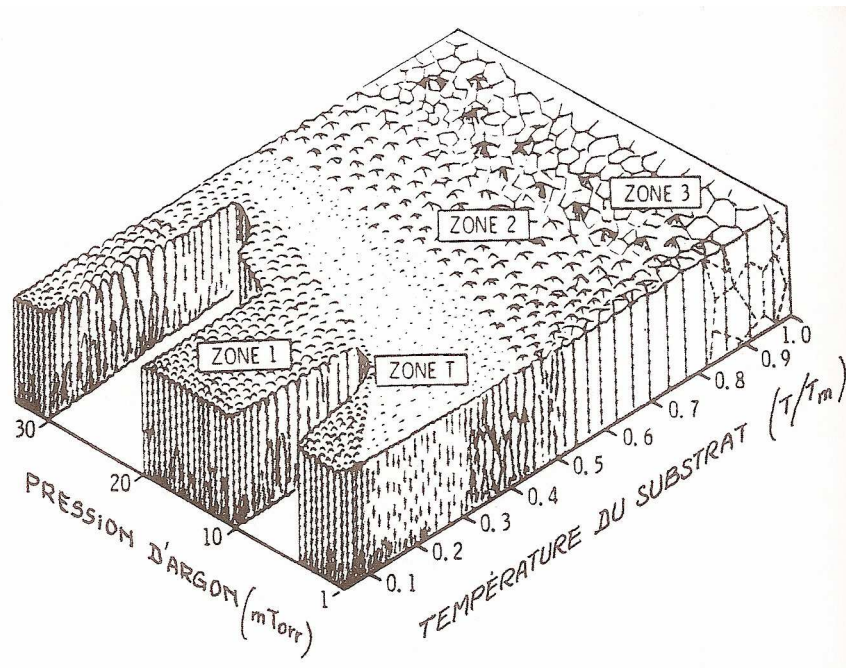 ZONE 3
ZONE 2
ZONE 1
ZONE T
30
20
10
1
PRESSION D'ARGON (mTorr)
0.1
0.2
0.3
0.4
0.5
0.6
0.7
0.8
0.9
1.0
TEMPÉRATURE DU SUBSTRAT (T/Tm)